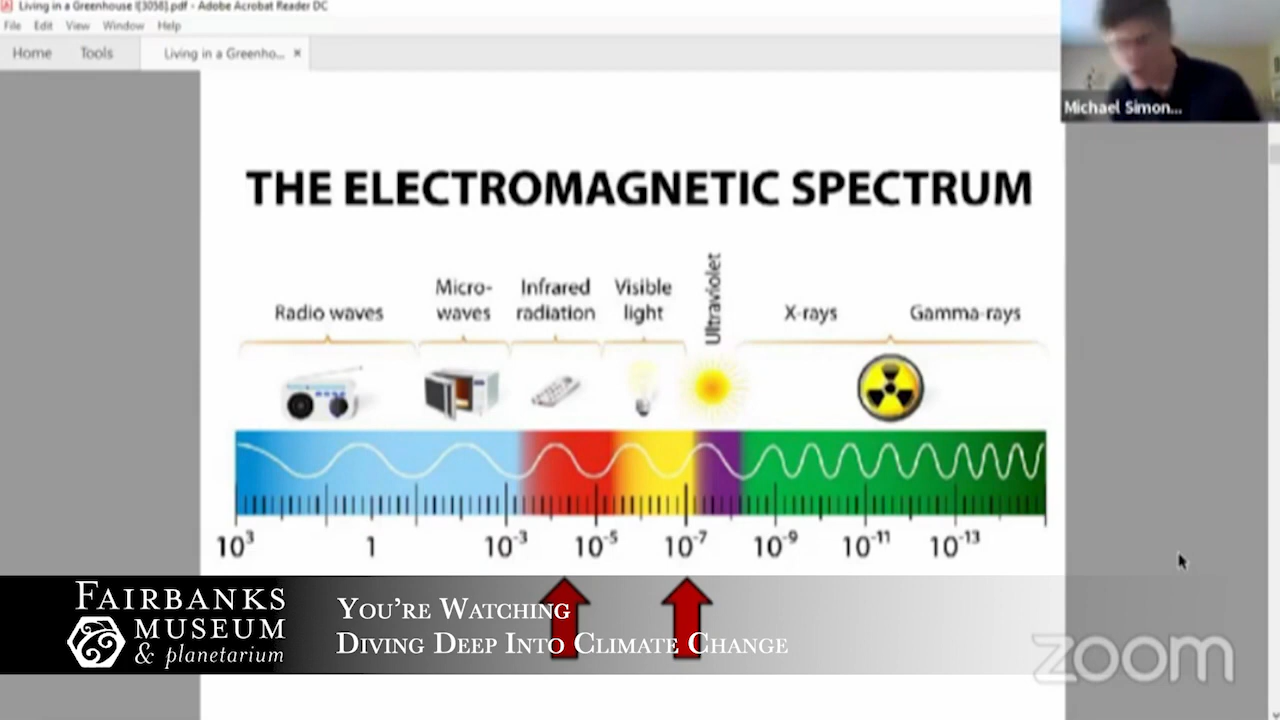 Living in a Greenhouse I[3058].pdf - Adobe Acrobat Reader DC
File Edit View Window Help
Home Tools Living in a Greenho... ×
Michael Simon...
THE ELECTROMAGNETIC SPECTRUM
Radio waves
Micro-
waves
Infrared
radiation
Visible
light
Ultraviolet
X-rays
Gamma-rays
10³ 1 10⁻³ 10⁻⁵ 10⁻⁷ 10⁻⁹ 10⁻¹¹ 10⁻¹³
FAIRBANKS
MUSEUM
& planetarium
YOU'RE WATCHING
DIVING DEEP INTO CLIMATE CHANGE
zoom